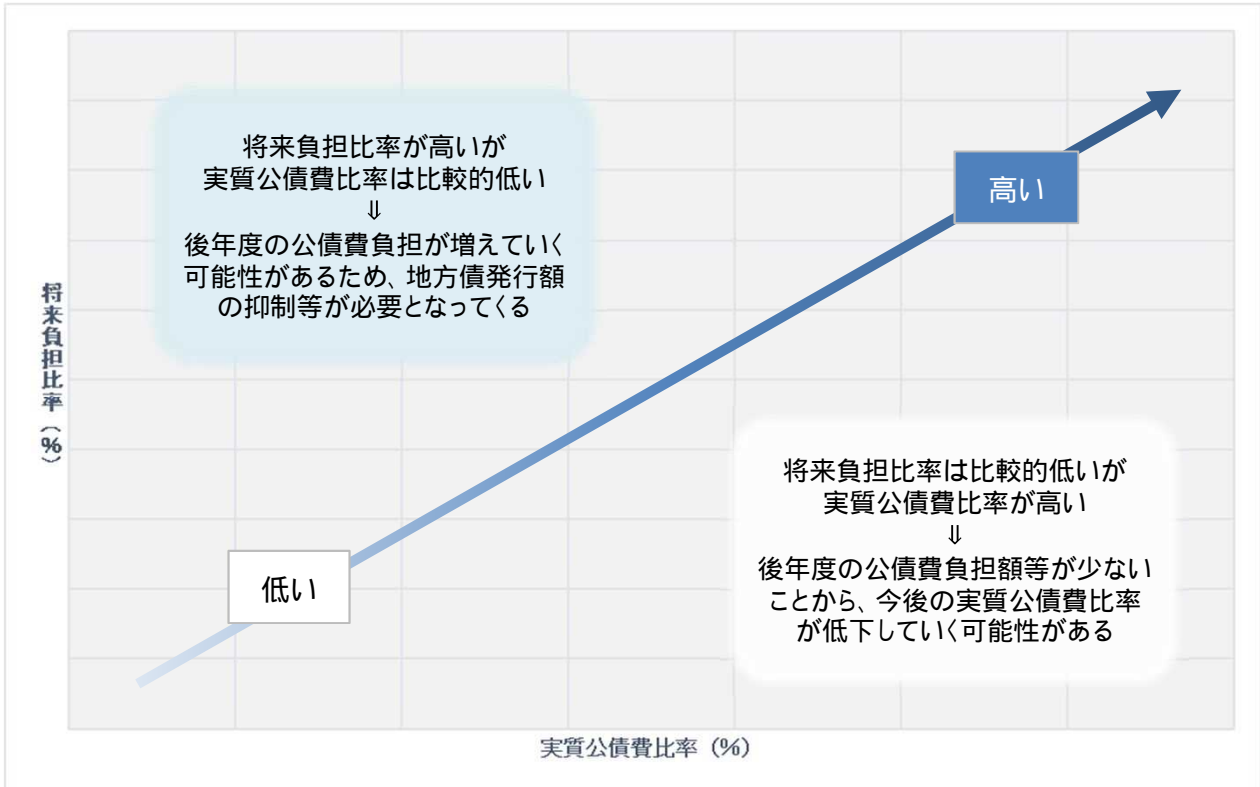 将来負担比率が高いが
実質公債費比率は比較的低い
⇓
後年度の公債費負担が増えていく
可能性があるため、地方債発行額
の抑制等が必要となってくる
高い
将来負担比率（%）
将来負担比率は比較的低いが
実質公債費比率が高い
⇓
後年度の公債費負担額等が少ない
ことから、今後の実質公債費比率
が低下していく可能性がある
低い
実質公債費比率（%）